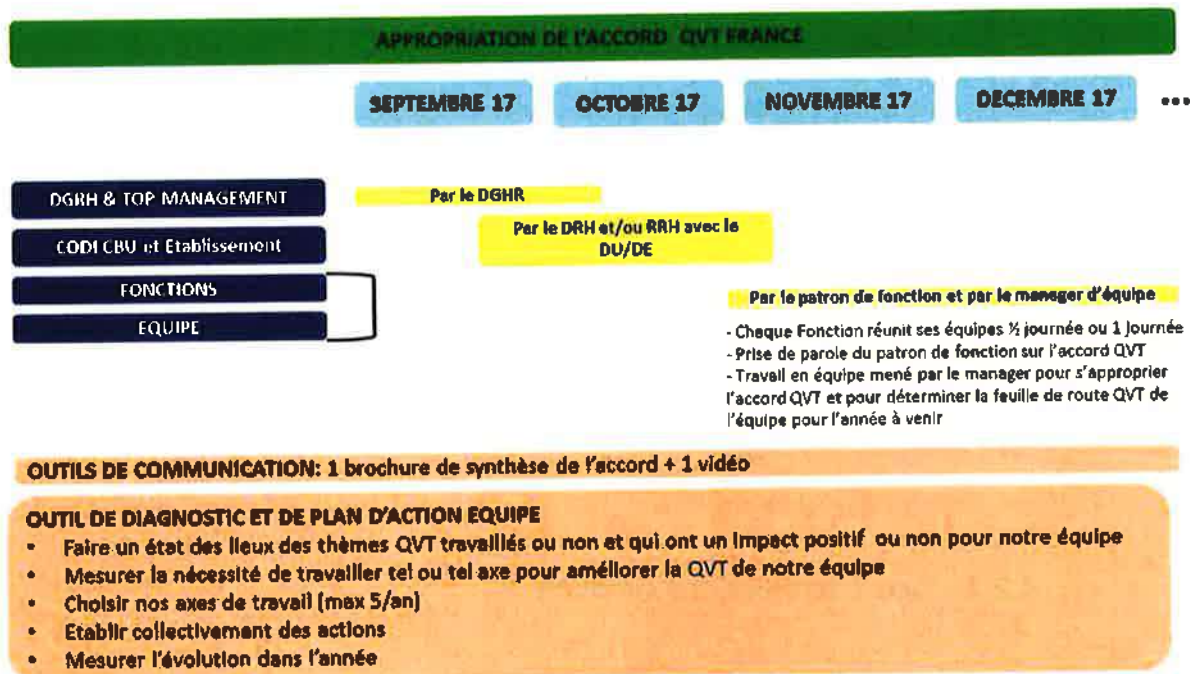 APPROPRIATION DE L'ACCORD QVT FRANCE
SEPTEMBRE 17
OCTOBRE 17
NOVEMBRE 17
DECEMBRE 17
...
DGRH & TOP MANAGEMENT
Par le DGHR
CODI CBU et Etablissement
Par le DRH et/ou RRH avec le
DU/DE
FONCTIONS
EQUIPE
Par le patron de fonction et par le manager d'équipe
- Chaque Fonction réunit ses équipes ½ journée ou 1 journée
- Prise de parole du patron de fonction sur l'accord QVT
- Travail en équipe mené par le manager pour s'approprier
l'accord QVT et pour déterminer la feuille de route QVT de
l'équipe pour l'année à venir
OUTILS DE COMMUNICATION: 1 brochure de synthèse de l'accord + 1 vidéo
OUTIL DE DIAGNOSTIC ET DE PLAN D'ACTION EQUIPE
• Faire un état des lieux des thèmes QVT travaillés ou non et qui ont un impact positif ou non pour notre équipe
• Mesurer la nécessité de travailler tel ou tel axe pour améliorer la QVT de notre équipe
• Choisir nos axes de travail (max 5/an)
• Etablir collectivement des actions
• Mesurer l'évolution dans l'année